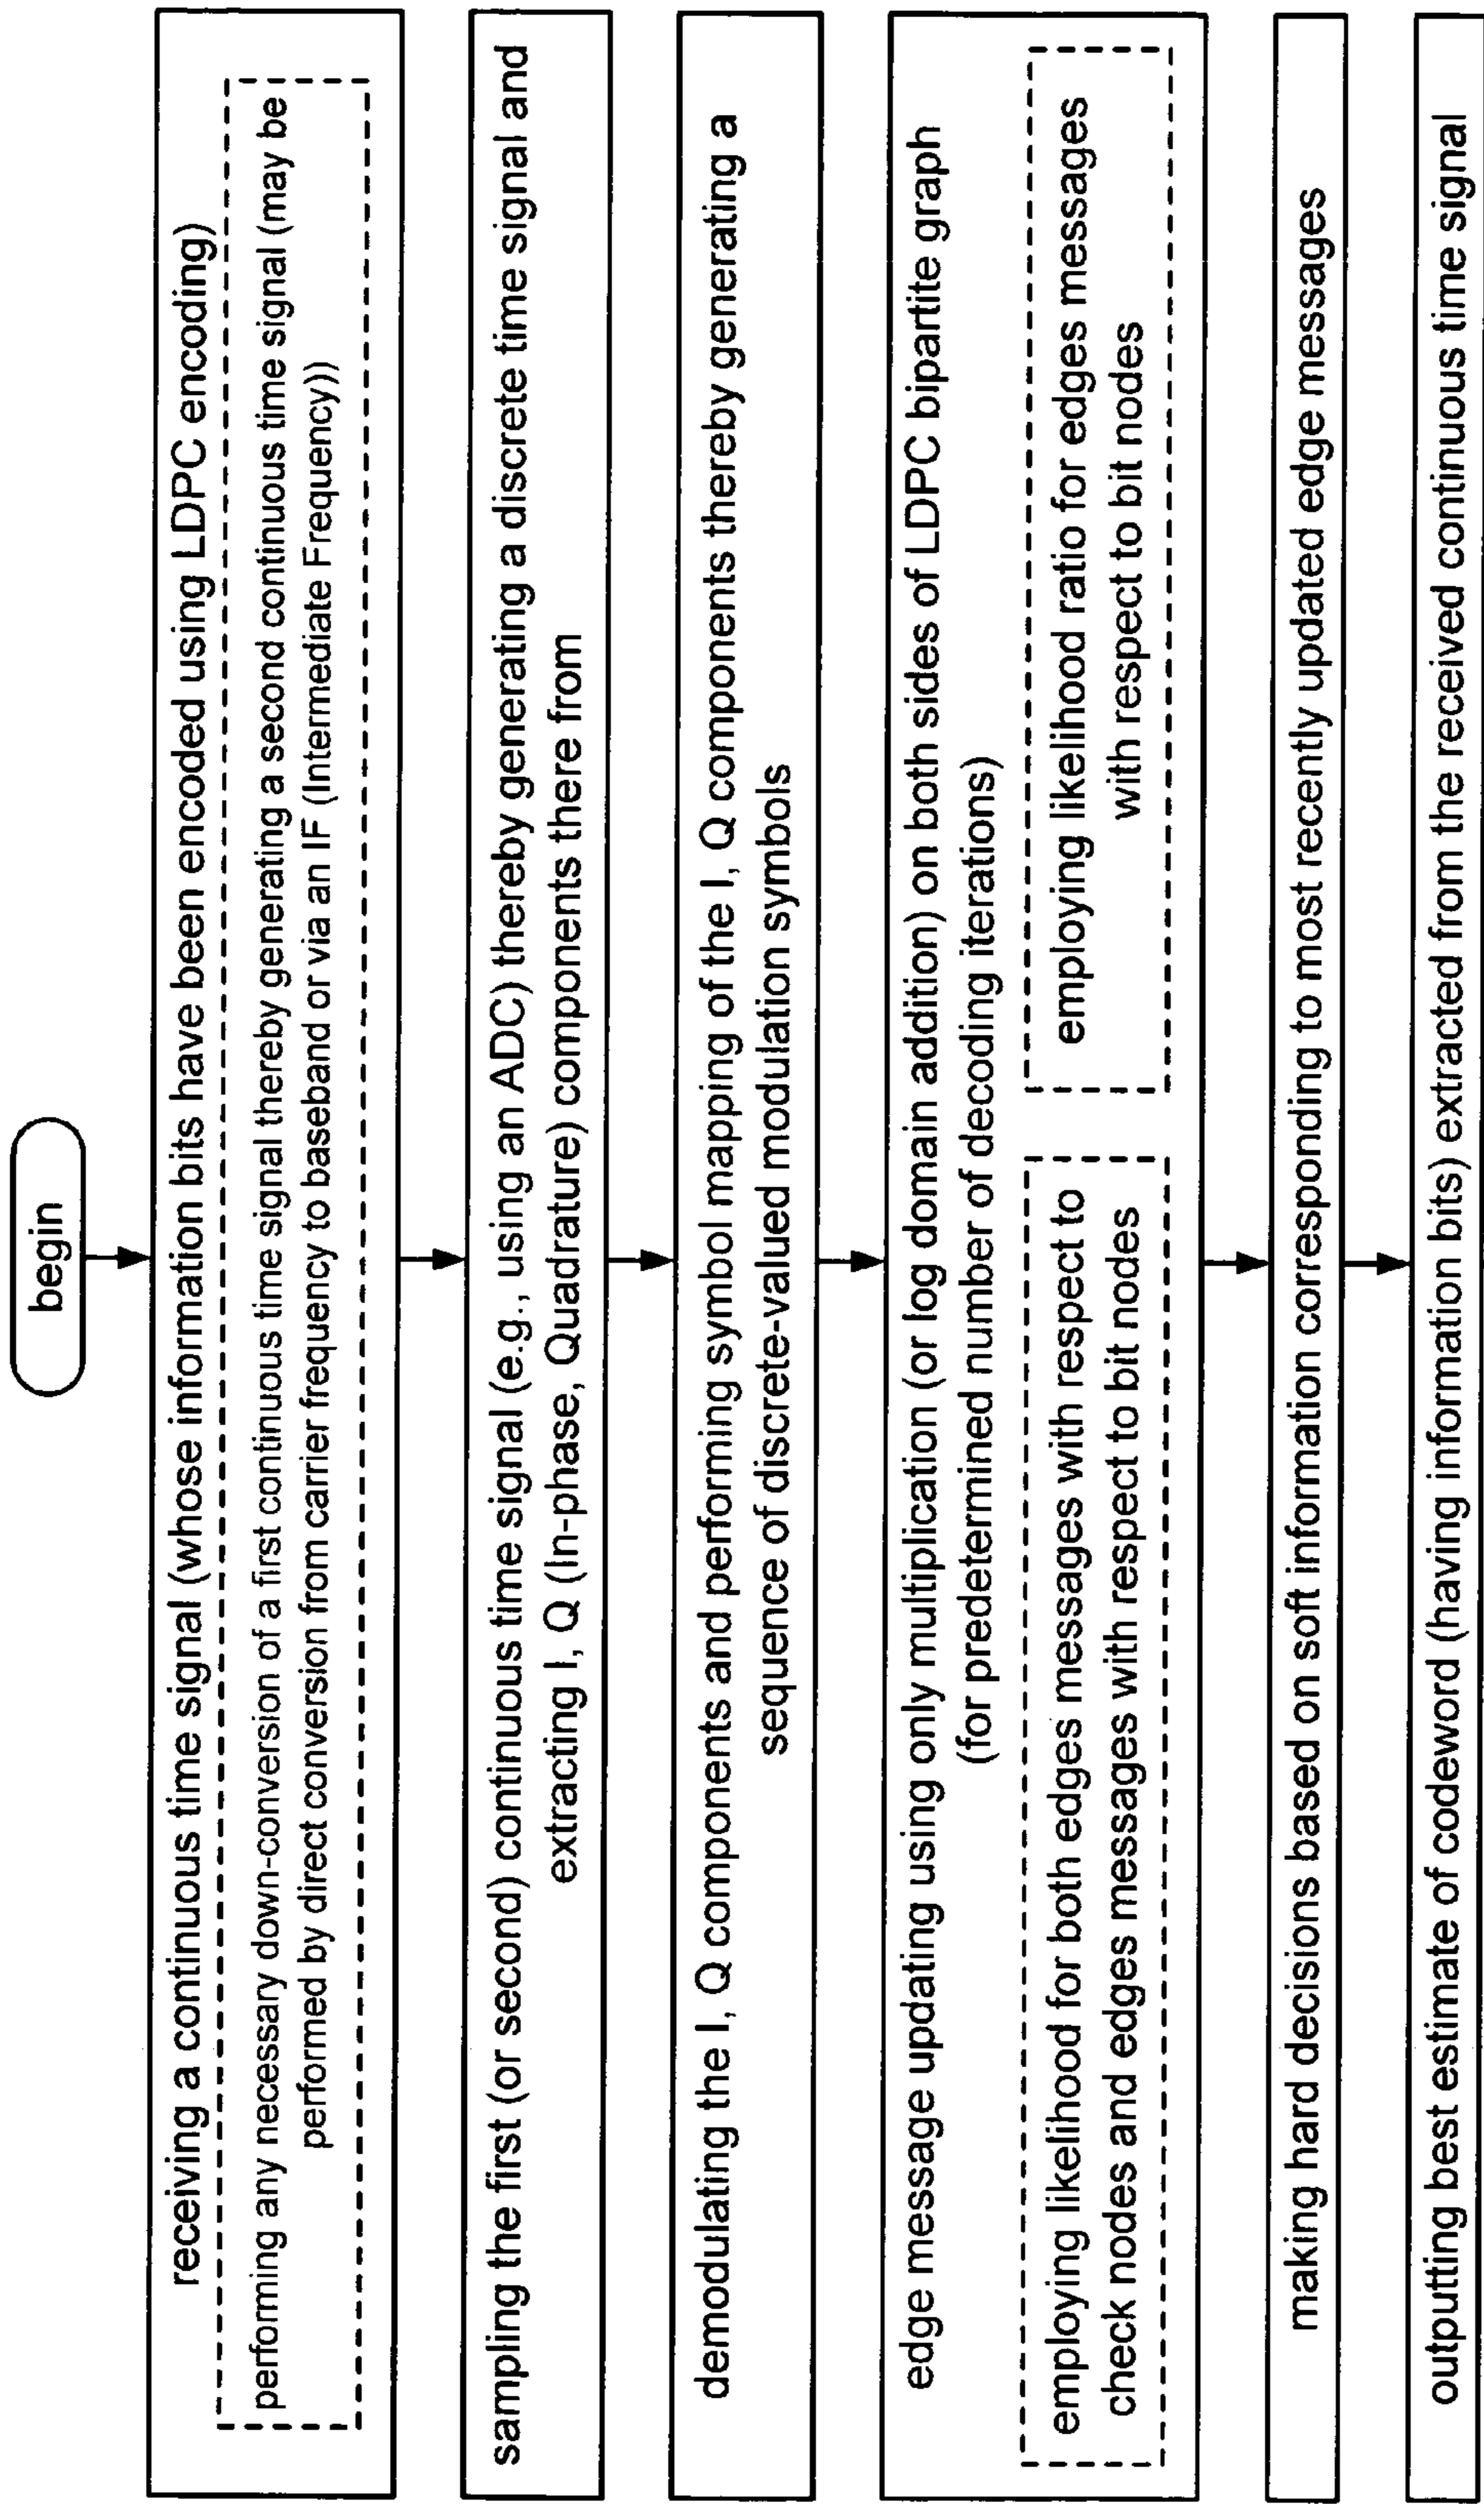 begin
receiving a continuous time signal (whose information bits have been encoded using LDPC encoding)
performing any necessary down-conversion of a first continuous time signal thereby generating a second continuous time signal (may be
performed by direct conversion from carrier frequency to baseband or via an IF (Intermediate Frequency))
sampling the first (or second) continuous time signal (e.g., using an ADC) thereby generating a discrete time signal and
extracting I, Q (In-phase, Quadrature) components there from
demodulating the I, Q components and performing symbol mapping of the I, Q components thereby generating a
sequence of discrete-valued modulation symbols
edge message updating using only multiplication (or log domain addition) on both sides of LDPC bipartite graph
(for predetermined number of decoding iterations)
employing likelihood for both edges messages with respect to
check nodes and edges messages with respect to bit nodes
employing likelihood ratio for edges messages
with respect to bit nodes
making hard decisions based on soft information corresponding to most recently updated edge messages
outputting best estimate of codeword (having information bits) extracted from the received continuous time signal